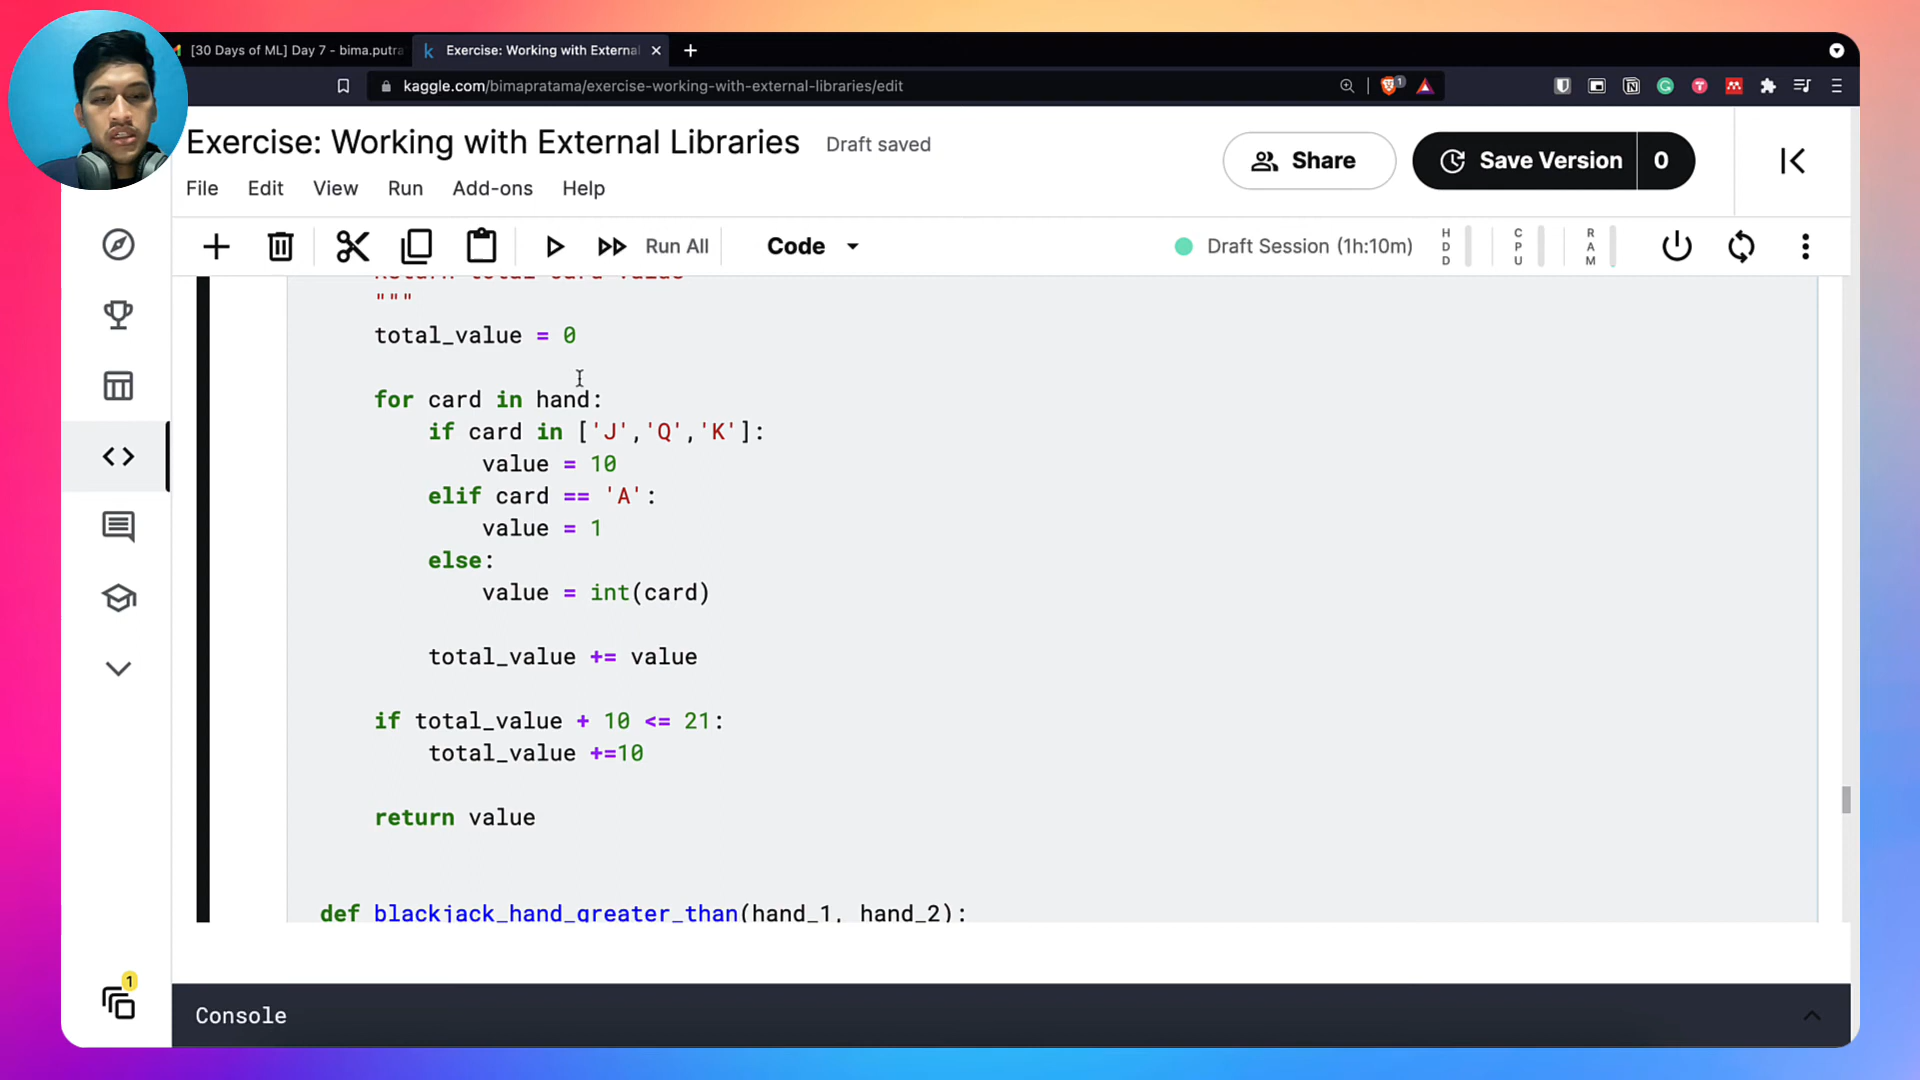 [30 Days of ML] Day 7 - bima.putra
Exercise: Working with External
kaggle.com/bimapratama/exercise-working-with-external-libraries/edit
Exercise: Working with External Libraries
Draft saved
Share
Save Version
0
File
Edit
View
Run
Add-ons
Help
Run All
Code
Draft Session (1h:10m)
HDD
CPU
RAM
Return total card value
"""
total_value = 0
for card in hand:
if card in ['J','Q','K']:
value = 10
elif card == 'A':
value = 1
else:
value = int(card)
total_value += value
if total_value + 10 <= 21:
total_value +=10
return value
def blackjack_hand_greater_than(hand_1, hand_2):
1
Console